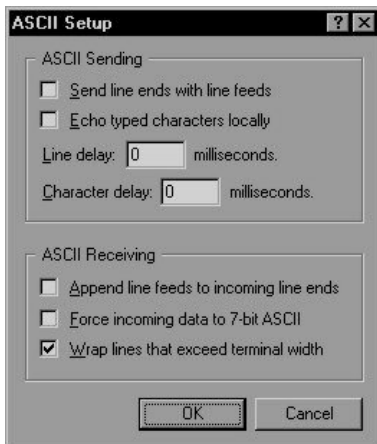 ASCII Setup
ASCII Sending
Send line ends with line feeds
Echo typed characters locally
Line delay: 0 milliseconds.
Character delay: 0 milliseconds.
ASCII Receiving
Append line feeds to incoming line ends
Force incoming data to 7-bit ASCII
Wrap lines that exceed terminal width
OK Cancel